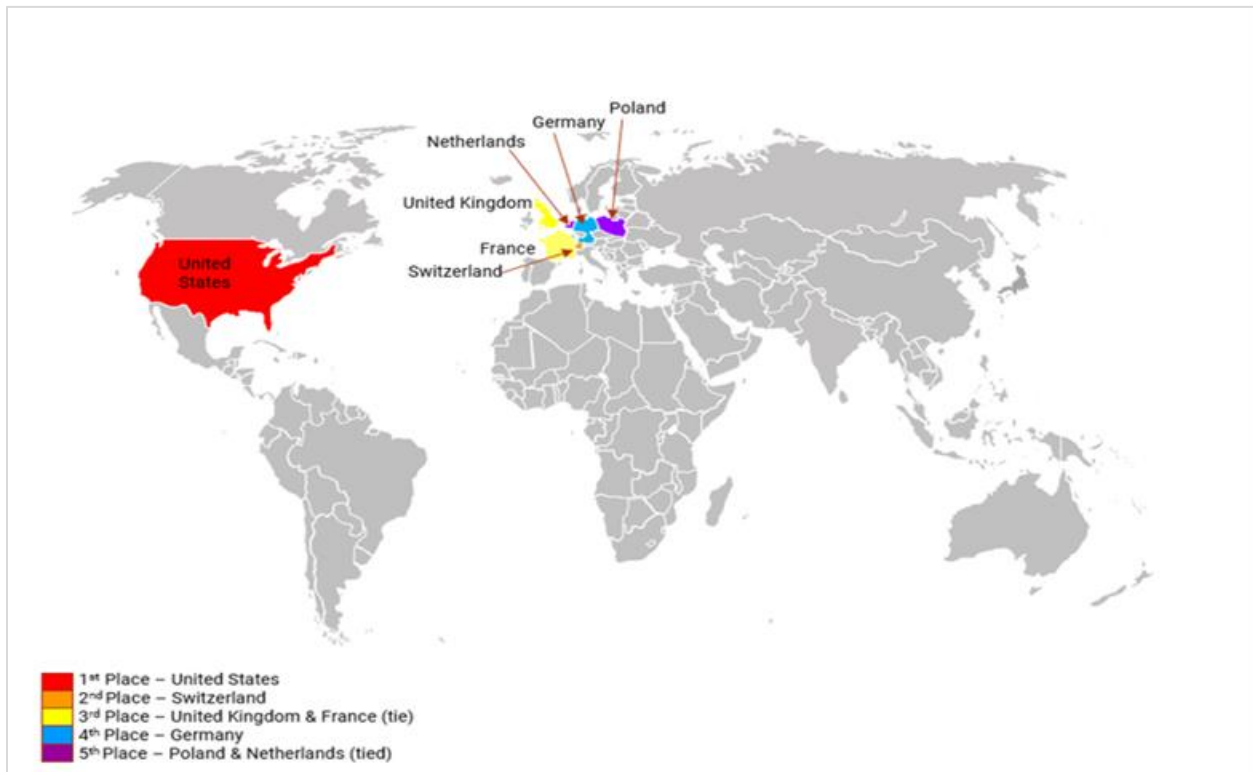 Poland
Germany
Netherlands
United Kingdom
France
Switzerland
United
States
1st Place – United States
2nd Place – Switzerland
3rd Place – United Kingdom & France (tie)
4th Place – Germany
5th Place – Poland & Netherlands (tied)